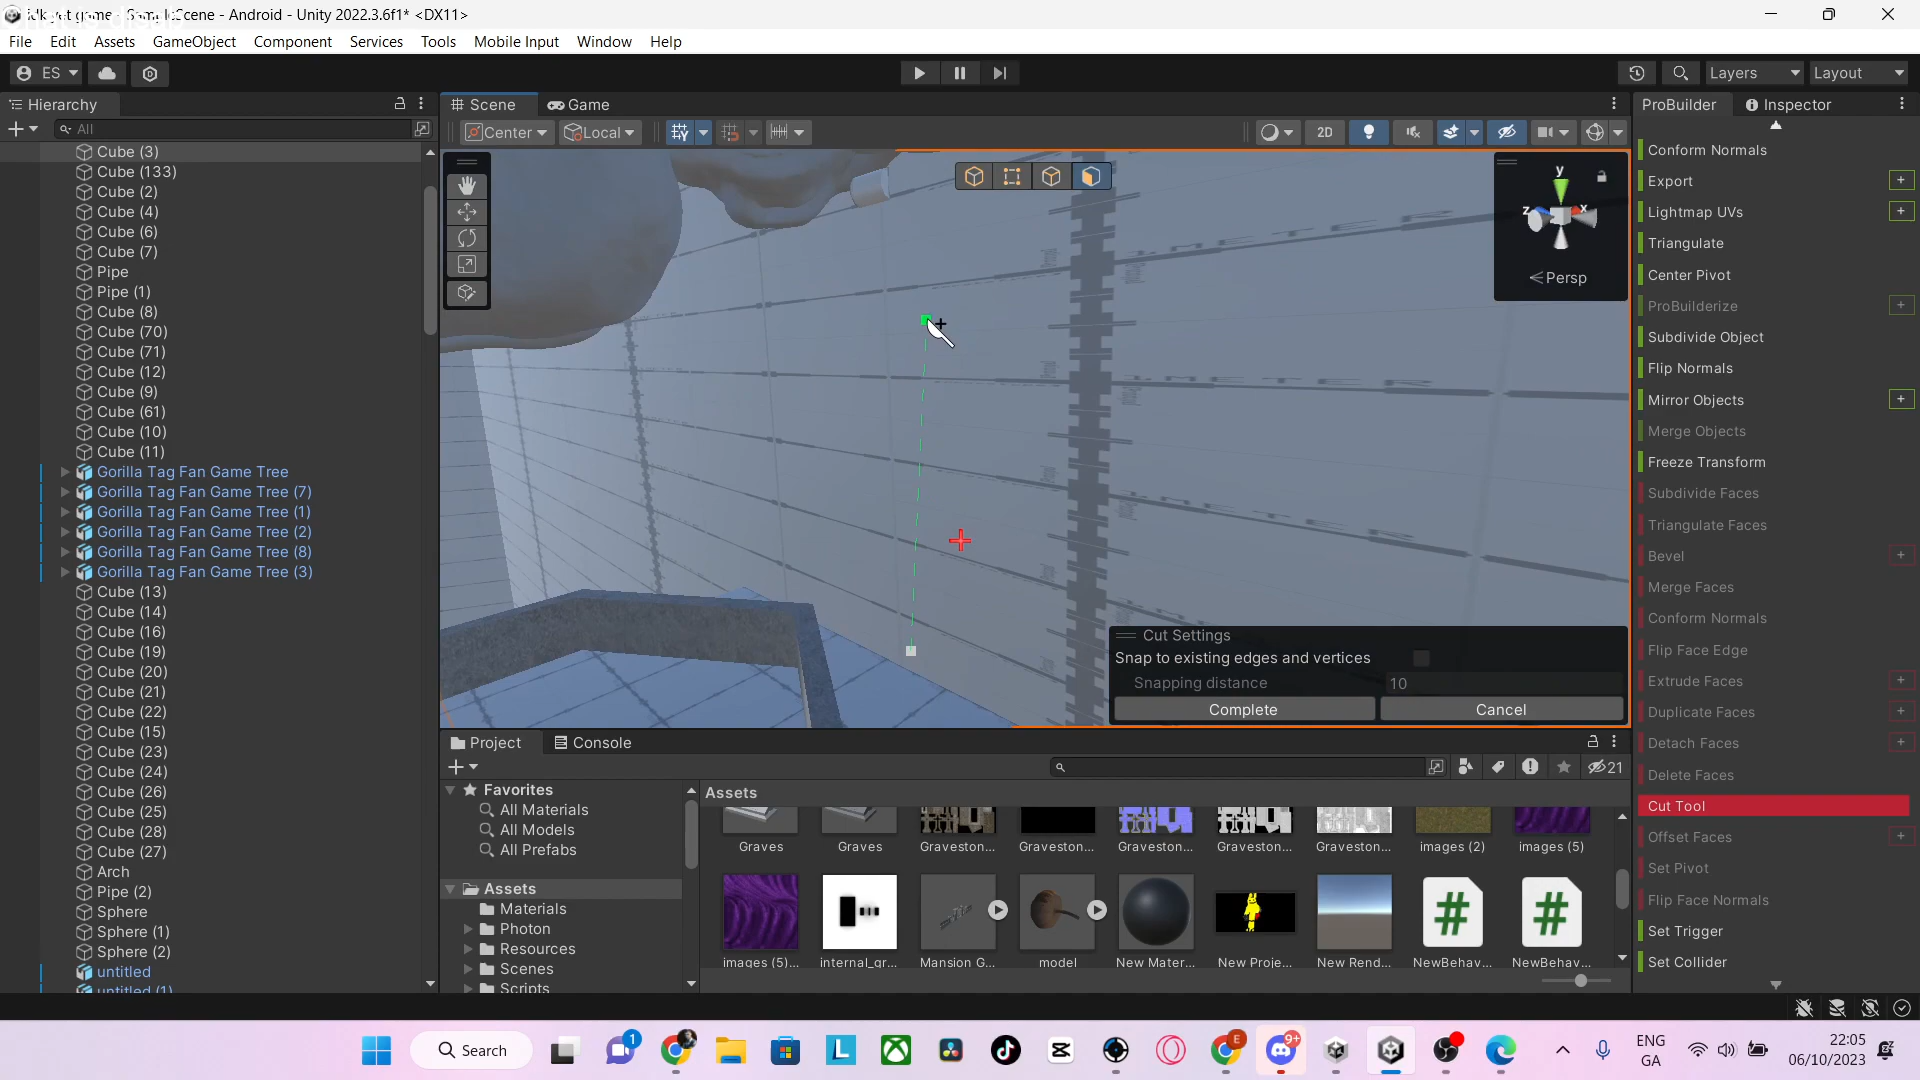 idk yet game - SampleScene - Android - Unity 2022.3.6f1* <DX11>
File Edit Assets GameObject Component Services Tools Mobile Input Window Help
ES
Layers
Layout
Hierarchy
All
Cube (3)
Cube (133)
Cube (2)
Cube (4)
Cube (6)
Cube (7)
Pipe
Pipe (1)
Cube (8)
Cube (70)
Cube (71)
Cube (12)
Cube (9)
Cube (61)
Cube (10)
Cube (11)
Gorilla Tag Fan Game Tree
Gorilla Tag Fan Game Tree (7)
Gorilla Tag Fan Game Tree (1)
Gorilla Tag Fan Game Tree (2)
Gorilla Tag Fan Game Tree (8)
Gorilla Tag Fan Game Tree (3)
Cube (13)
Cube (14)
Cube (16)
Cube (19)
Cube (20)
Cube (21)
Cube (22)
Cube (15)
Cube (23)
Cube (24)
Cube (26)
Cube (25)
Cube (28)
Cube (27)
Arch
Pipe (2)
Sphere
Sphere (1)
Sphere (2)
untitled
untitled (1)
Scene Game
Center Local
2D
y
z x
Persp
Cut Settings
Snap to existing edges and vertices
Snapping distance 10
Complete Cancel
Project Console
21
Favorites
All Materials
All Models
All Prefabs
Assets
Materials
Photon
Resources
Scenes
Scripts
Assets
Graves Graves Graveston... Graveston... Graveston... Graveston... Graveston... images (2) images (5)
images (5)... internal_gr... Mansion G... model New Mater... New Proje... New Rend... NewBehav... NewBehav...
ProBuilder Inspector
Conform Normals
Export
Lightmap UVs
Triangulate
Center Pivot
ProBuilderize
Subdivide Object
Flip Normals
Mirror Objects
Merge Objects
Freeze Transform
Subdivide Faces
Triangulate Faces
Bevel
Merge Faces
Conform Normals
Flip Face Edge
Extrude Faces
Duplicate Faces
Detach Faces
Delete Faces
Cut Tool
Offset Faces
Set Pivot
Flip Face Normals
Set Trigger
Set Collider
Search
1
L
E
9+
ENG
GA
22:05
06/10/2023